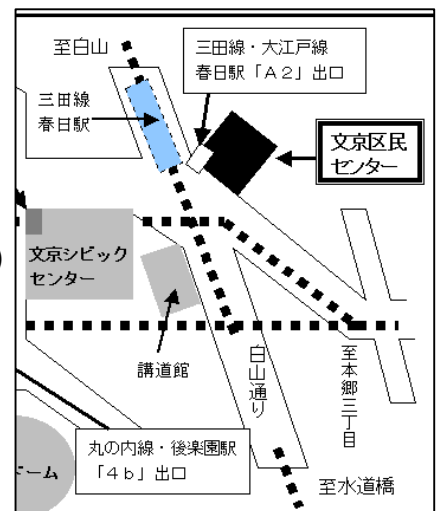 至白山
三田線・大江戸線
春日駅「A2」出口
三田線
春日駅
文京区民
センター
文京シビック
センター
講道館
白山通り
至本郷三丁目
丸の内線・後楽園駅
「4b」出口
ーム
至水道橋